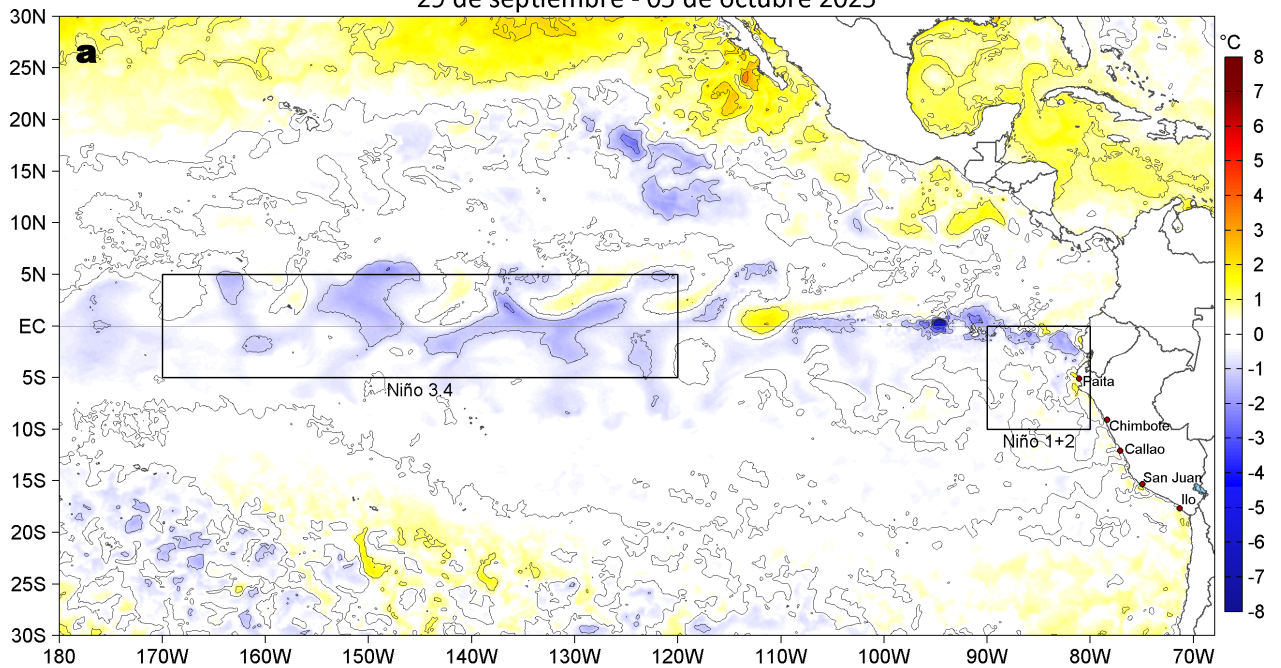 29 de septiembre - 05 de octubre 2025
30N
a
25N
20N
15N
10N
5N
EC
5S
10S
15S
20S
25S
30S
180
170W
160W
150W
140W
130W
120W
110W
100W
90W
80W
70W
Niño 3.4
Niño 1+2
Paita
Chimbote
Callao
San Juan
Ilo
°C
8
7
6
5
4
3
2
1
0
-1
-2
-3
-4
-5
-6
-7
-8